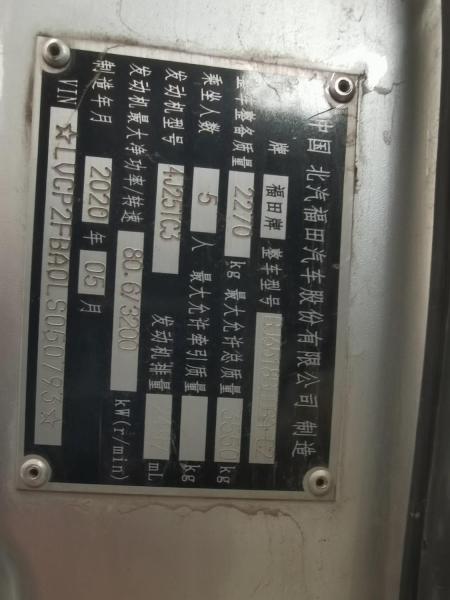 中国 北汽福田汽车股份有限公司 制造
牌 福田牌 整车型号
整车整备质量 2270 kg 最大允许总质量 kg
乘坐人数 5 人 最大允许牵引质量 kg
发动机型号 4J25TC3 发动机排量 mL
发动机最大净功率/转速 80.6/3200 kW(r/min)
制造年月 2020 年 05 月
VIN ☆LVCP2FBA0LS050793☆